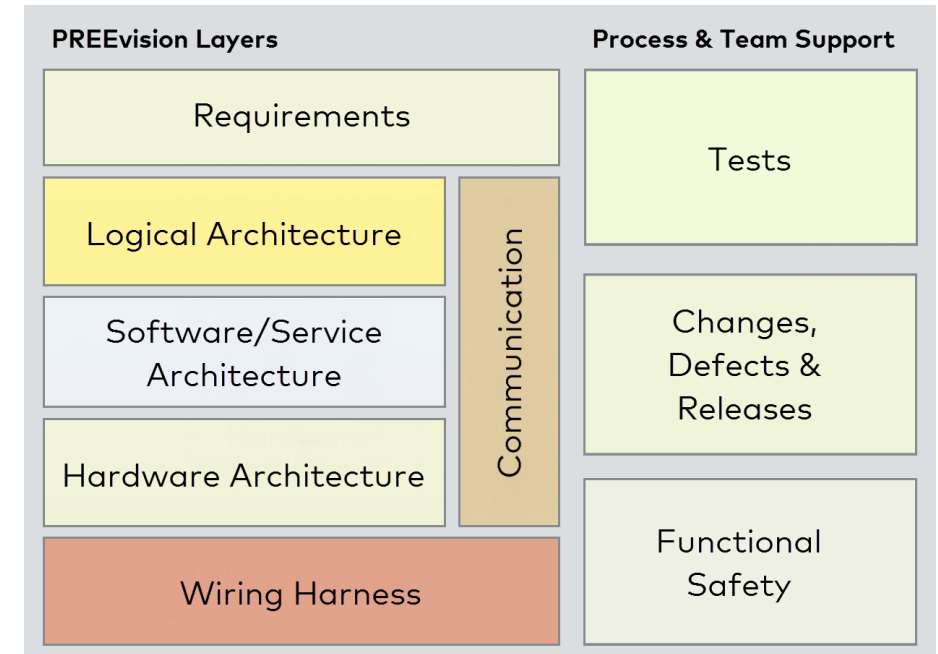 PREEvision Layers
Requirements
Logical Architecture
Software/Service
Architecture
Hardware Architecture
Communication
Wiring Harness
Process & Team Support
Tests
Changes,
Defects &
Releases
Functional
Safety